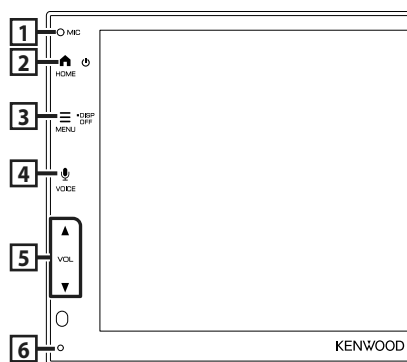 1 MIC
2
HOME
3 •DISP
OFF
MENU
4
VOICE
5 VOL
6 KENWOOD